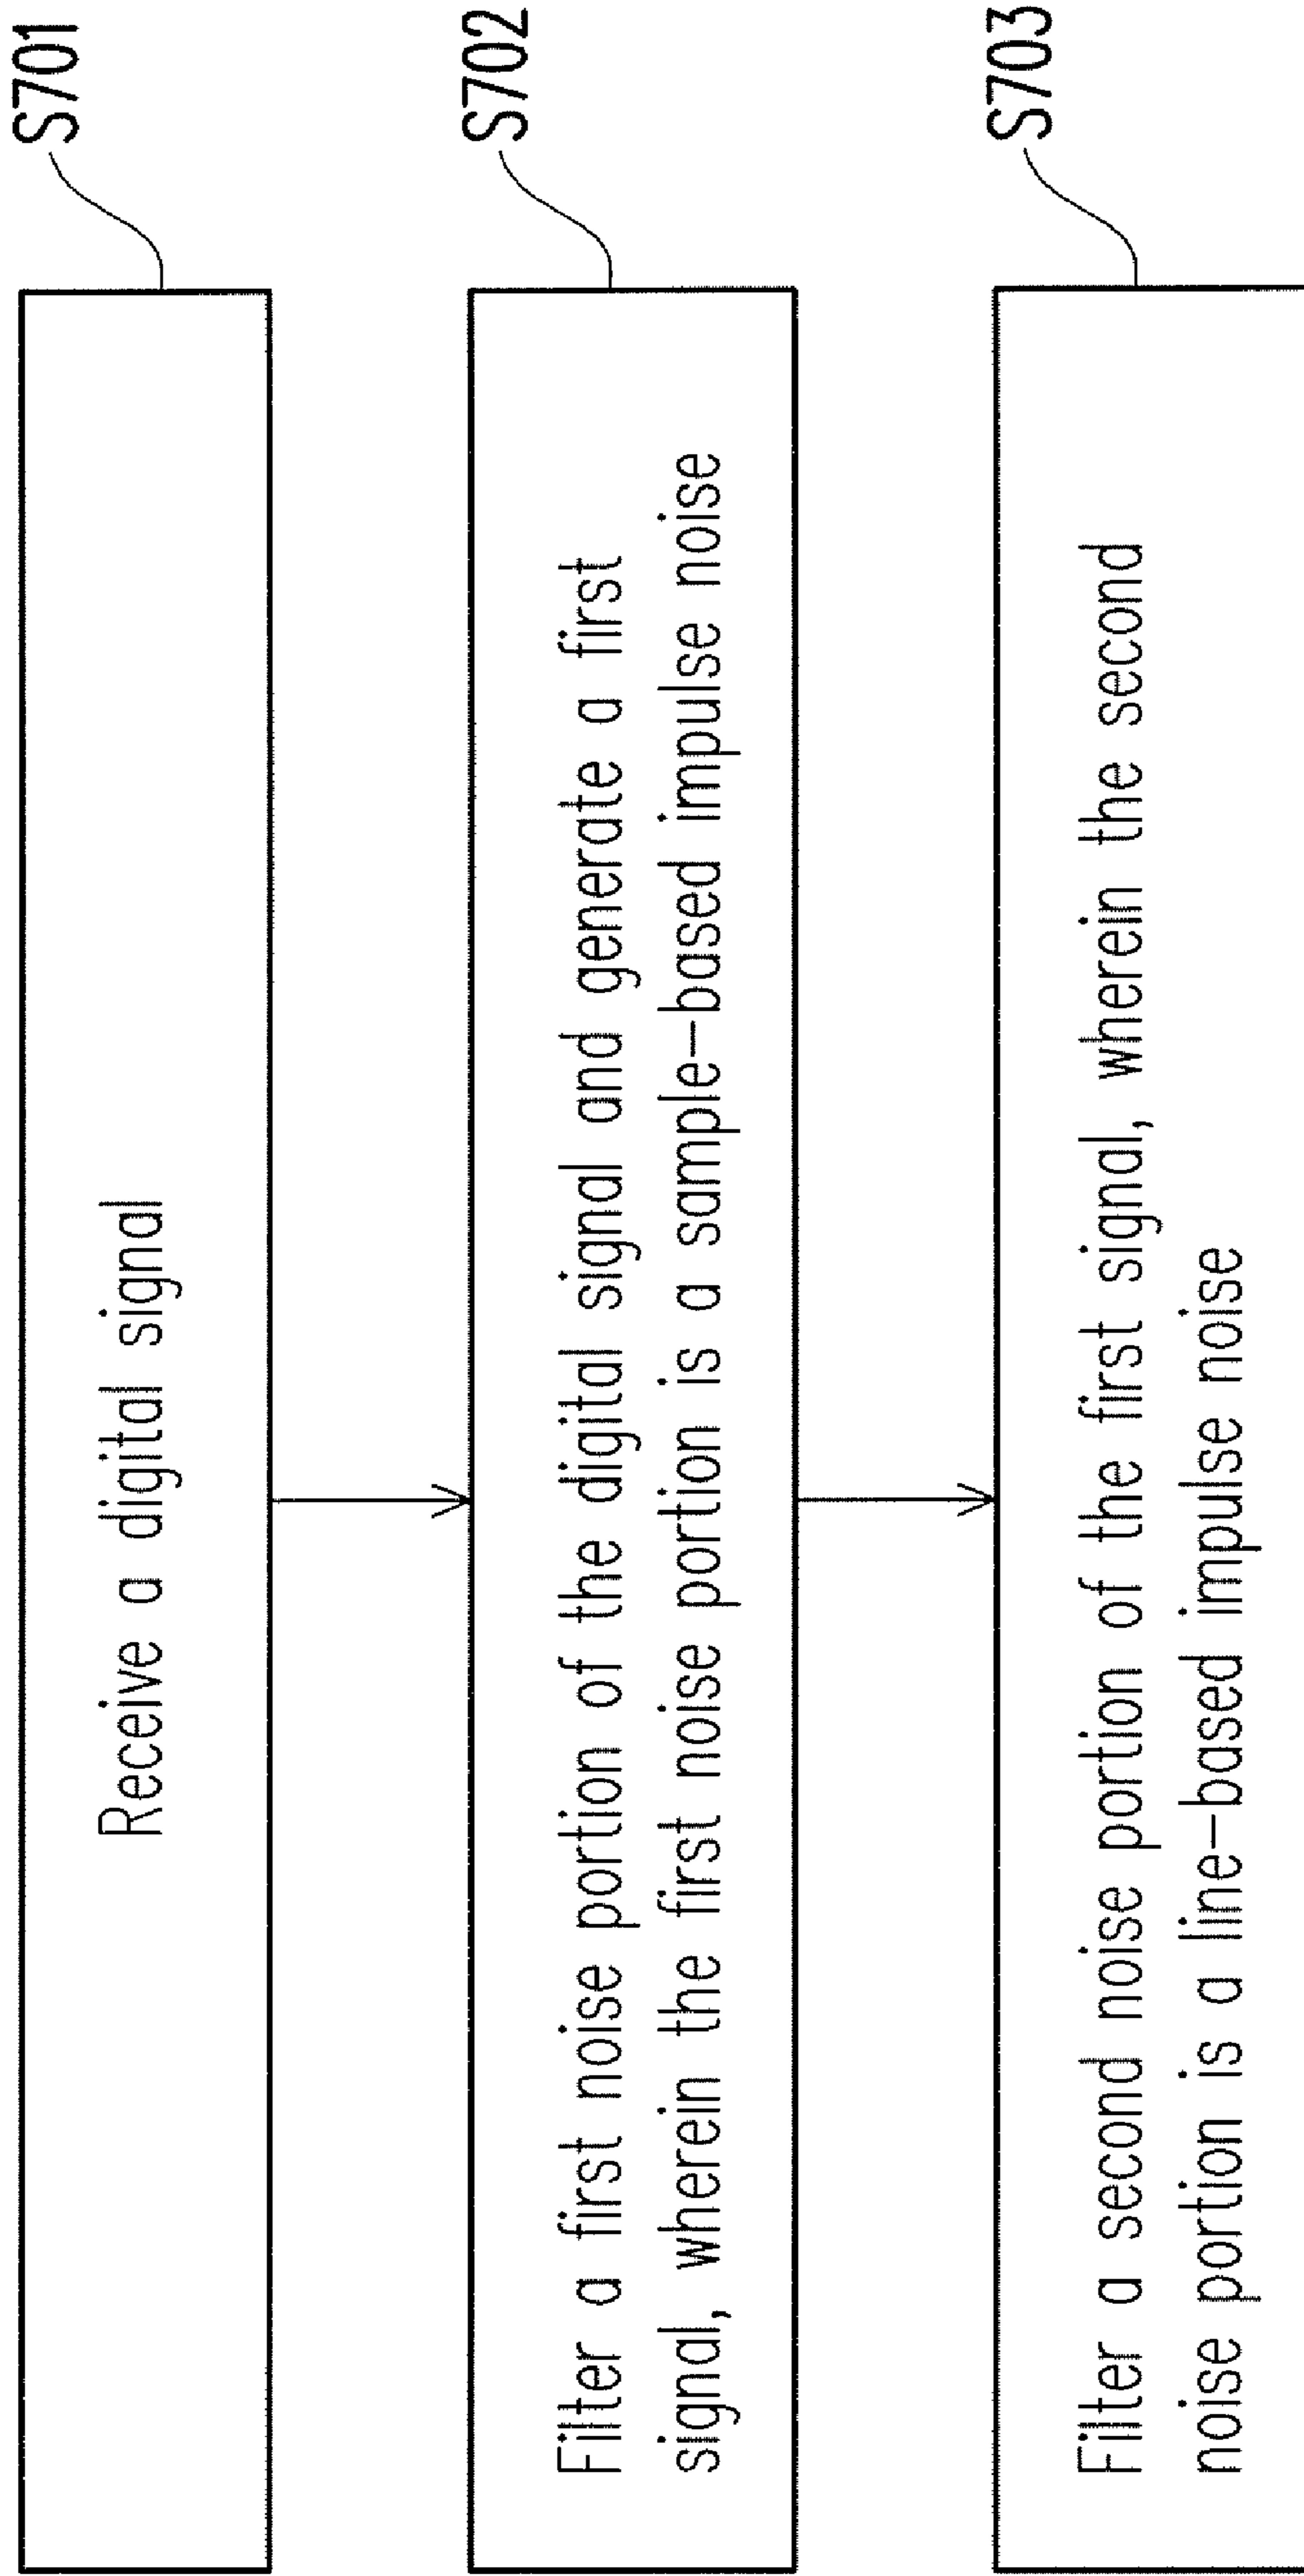 S701
Receive a digital signal
S702
Filter a first noise portion of the digital signal and generate a first
signal, wherein the first noise portion is a sample-based impulse noise
S703
Filter a second noise portion of the first signal, wherein the second
noise portion is a line-based impulse noise